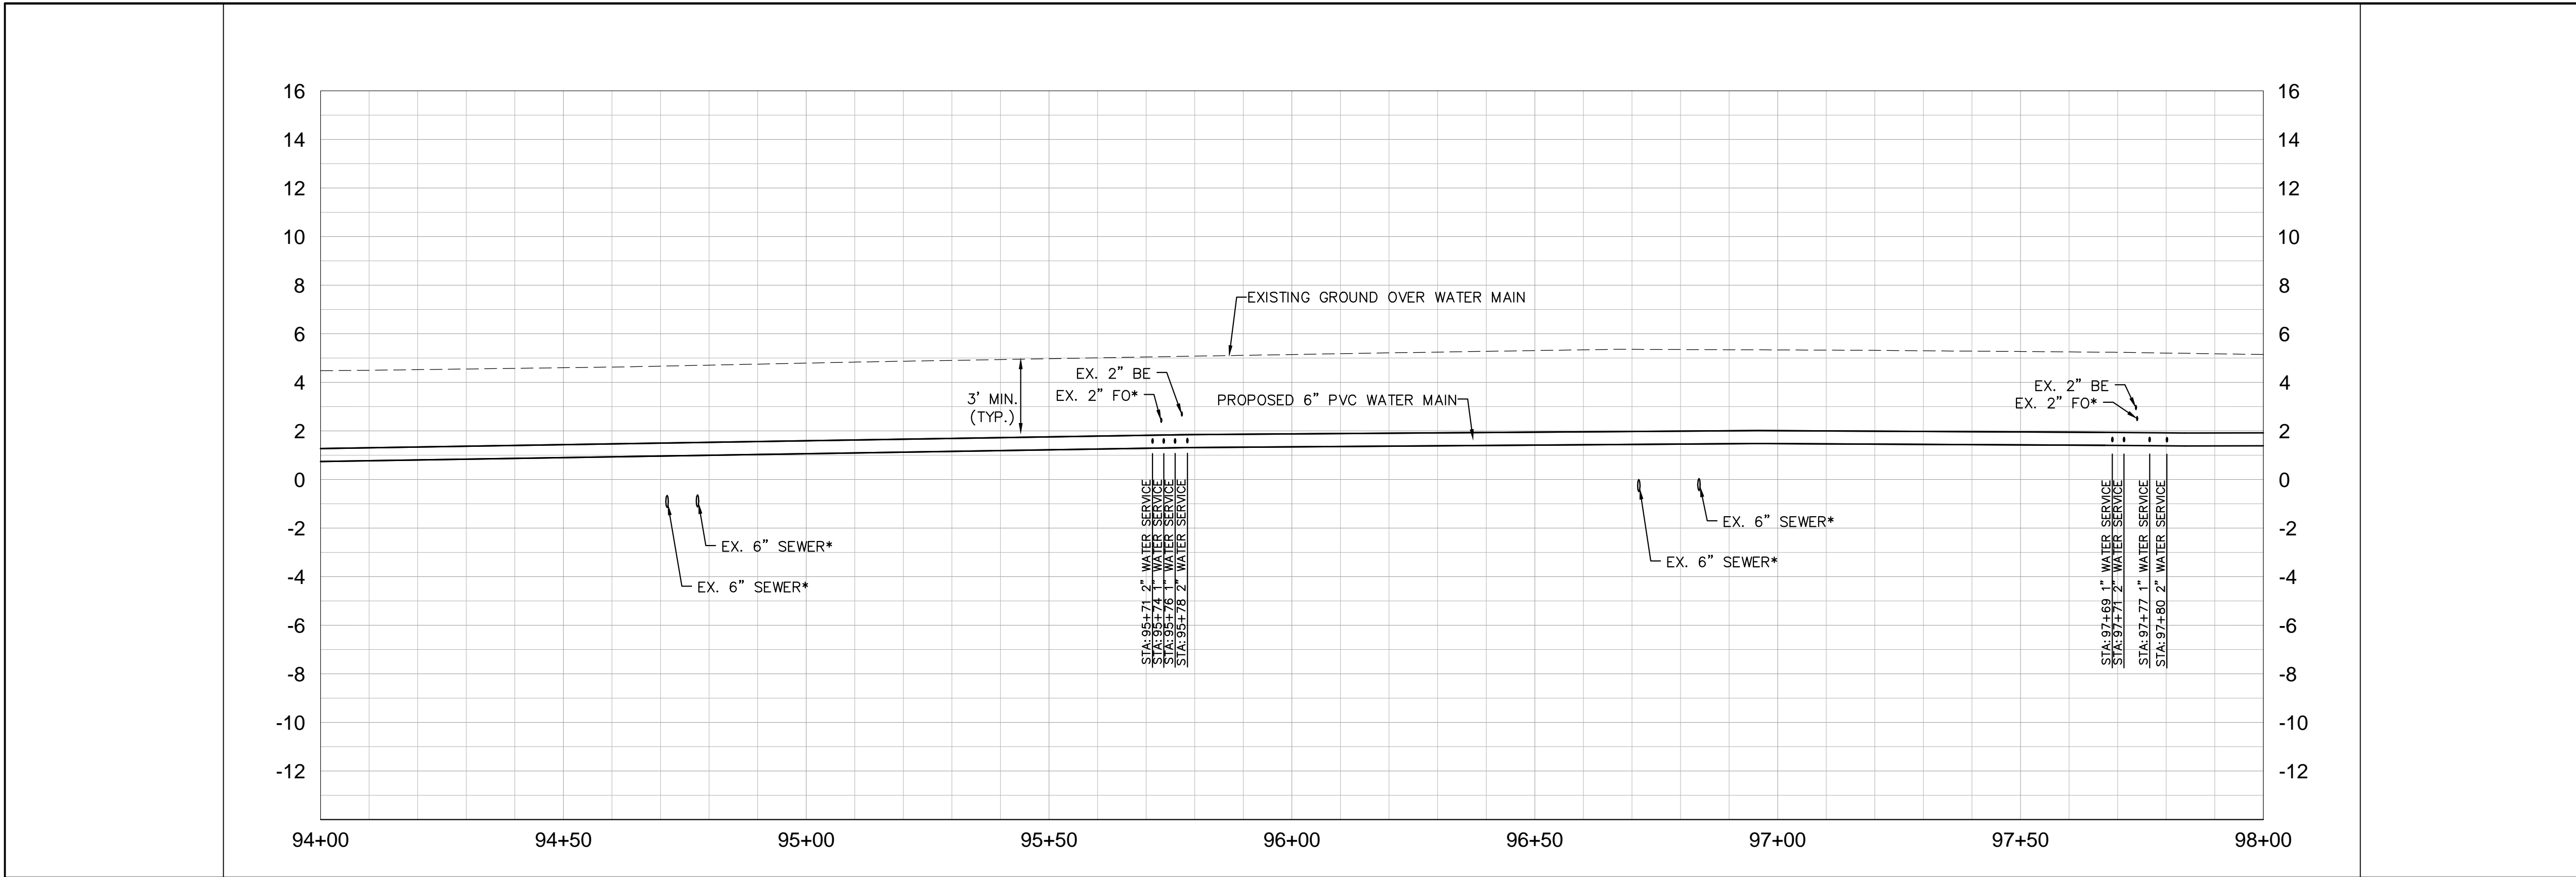 16 16
14 14
12 12
10 10
8 8
EXISTING GROUND OVER WATER MAIN
6 6
EX. 2” BE
EX. 2” BE
4 4
EX. 2” FO*
3' MIN.
(TYP.)
PROPOSED 6” PVC WATER MAIN
EX. 2” FO*
2 2
0 0
-2 -2
EX. 6” SEWER*
EX. 6” SEWER*
EX. 6” SEWER*
EX. 6” SEWER*
-4 -4
-6 -6
-8 -8
-10 -10
-12 -12
STA:95+71 2” WATER SERVICE
STA:95+74 1” WATER SERVICE
STA:95+76 1” WATER SERVICE
STA:95+78 2” WATER SERVICE
STA:97+69 1” WATER SERVICE
STA:97+71 2” WATER SERVICE
STA:97+77 1” WATER SERVICE
STA:97+80 2” WATER SERVICE
94+00 94+50 95+00 95+50 96+00 96+50 97+00 97+50 98+00